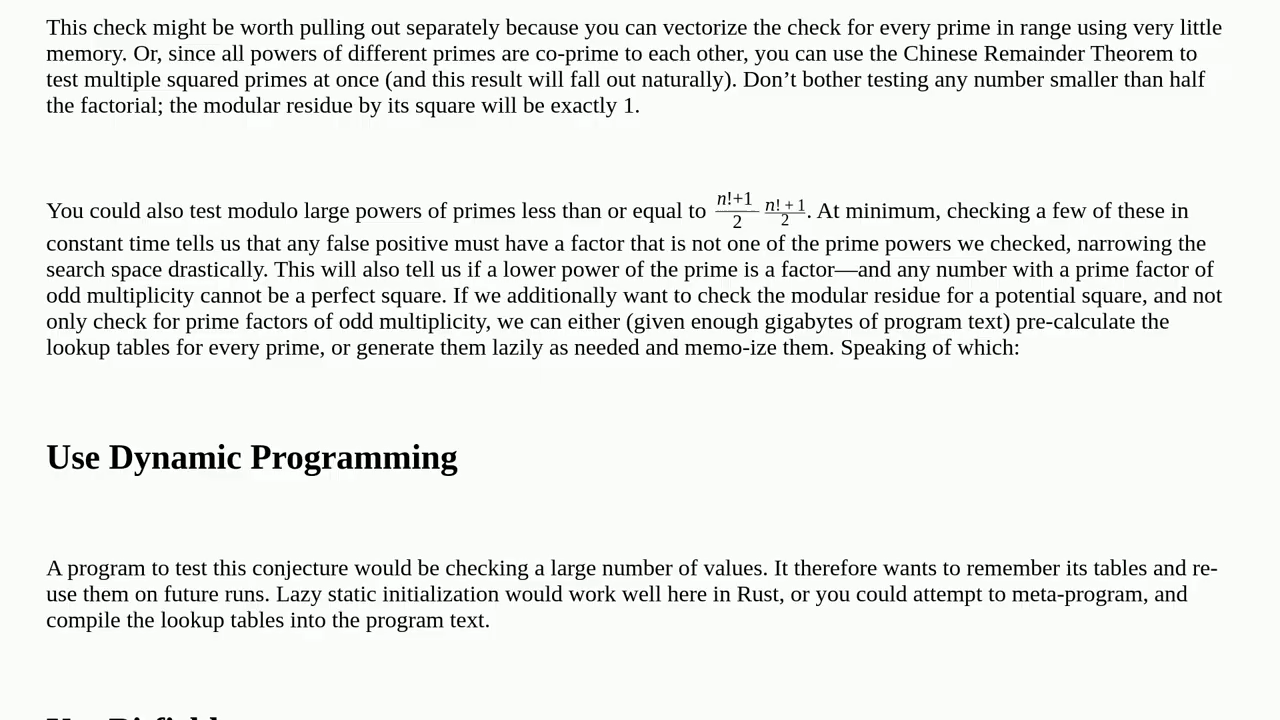 This check might be worth pulling out separately because you can vectorize the check for every prime in range using very little
memory. Or, since all powers of different primes are co-prime to each other, you can use the Chinese Remainder Theorem to
test multiple squared primes at once (and this result will fall out naturally). Don’t bother testing any number smaller than half
the factorial; the modular residue by its square will be exactly 1.
You could also test modulo large powers of primes less than or equal to n!+1/2 n!+1/2. At minimum, checking a few of these in
constant time tells us that any false positive must have a factor that is not one of the prime powers we checked, narrowing the
search space drastically. This will also tell us if a lower power of the prime is a factor—and any number with a prime factor of
odd multiplicity cannot be a perfect square. If we additionally want to check the modular residue for a potential square, and not
only check for prime factors of odd multiplicity, we can either (given enough gigabytes of program text) pre-calculate the
lookup tables for every prime, or generate them lazily as needed and memo-ize them. Speaking of which:
Use Dynamic Programming
A program to test this conjecture would be checking a large number of values. It therefore wants to remember its tables and re-
use them on future runs. Lazy static initialization would work well here in Rust, or you could attempt to meta-program, and
compile the lookup tables into the program text.